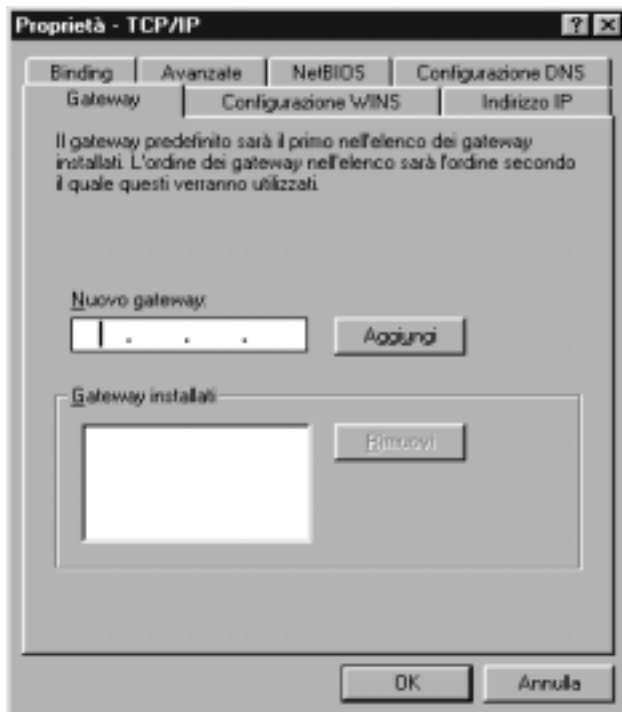 Proprietà - TCP/IP
Binding Avanzate NetBIOS Configurazione DNS
Gateway Configurazione WINS Indirizzo IP
Il gateway predefinito sarà il primo nell'elenco dei gateway
installati. L'ordine dei gateway nell'elenco sarà l'ordine secondo
il quale questi verranno utilizzati.
Nuovo gateway:
. . .
Aggiungi
Gateway installati
Rimuovi
OK Annulla